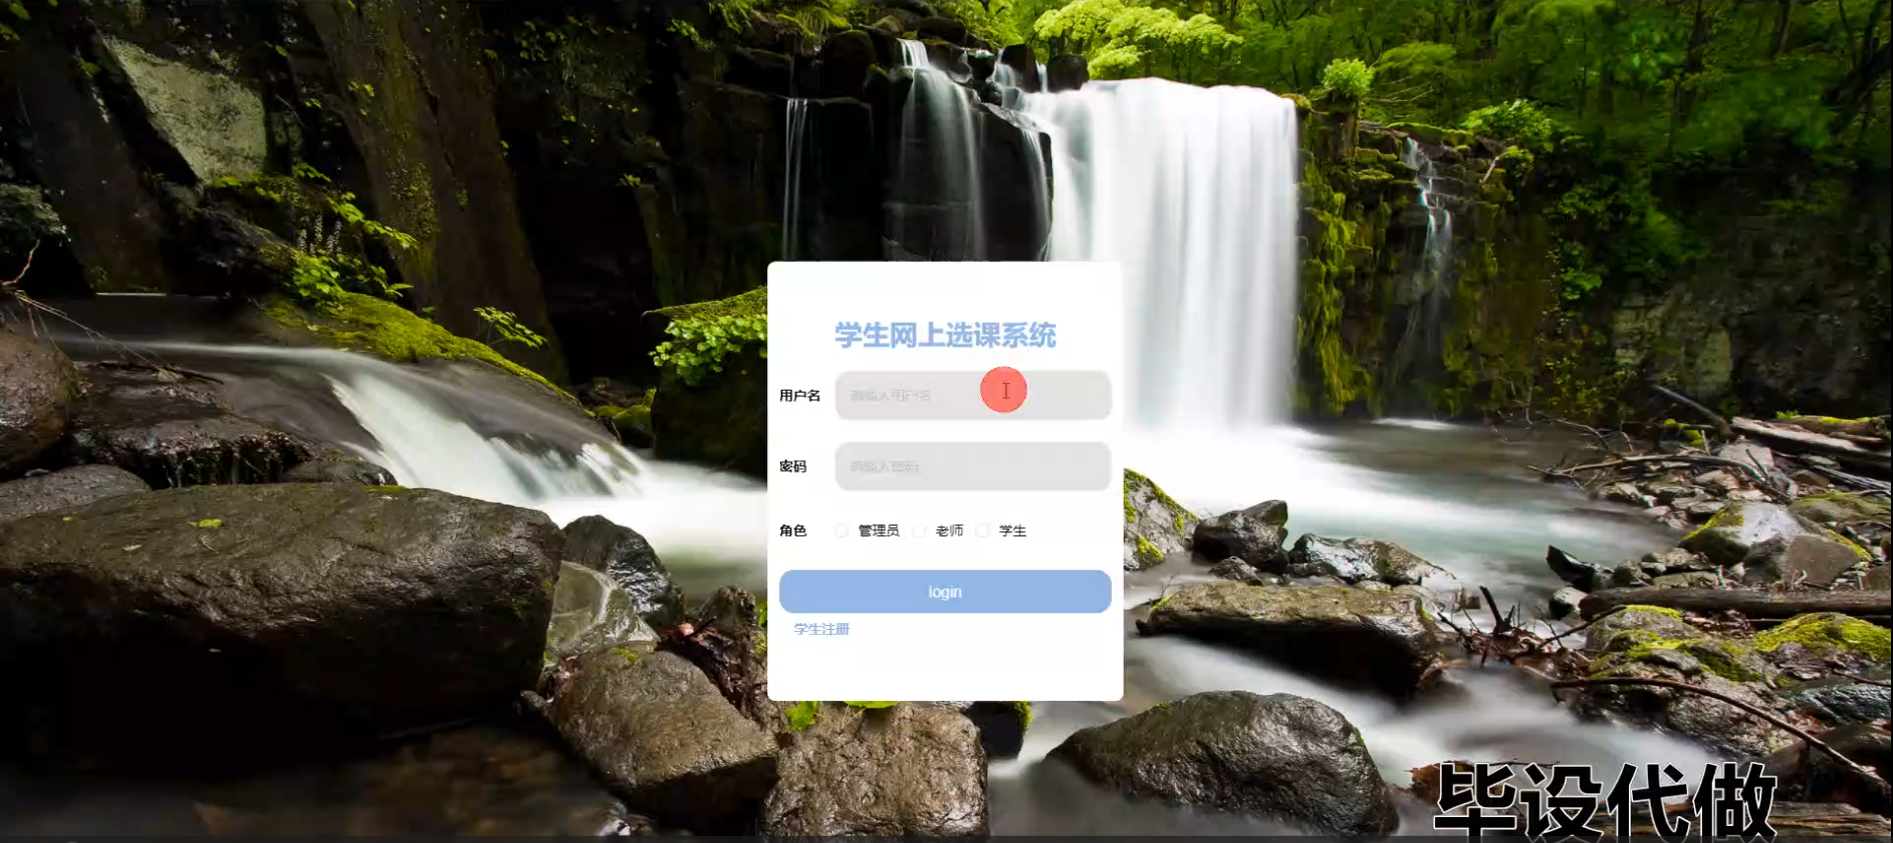 学生网上选课系统
用户名 请输入用户名
密码 请输入密码
角色 管理员 老师 学生
login
学生注册
毕设代做